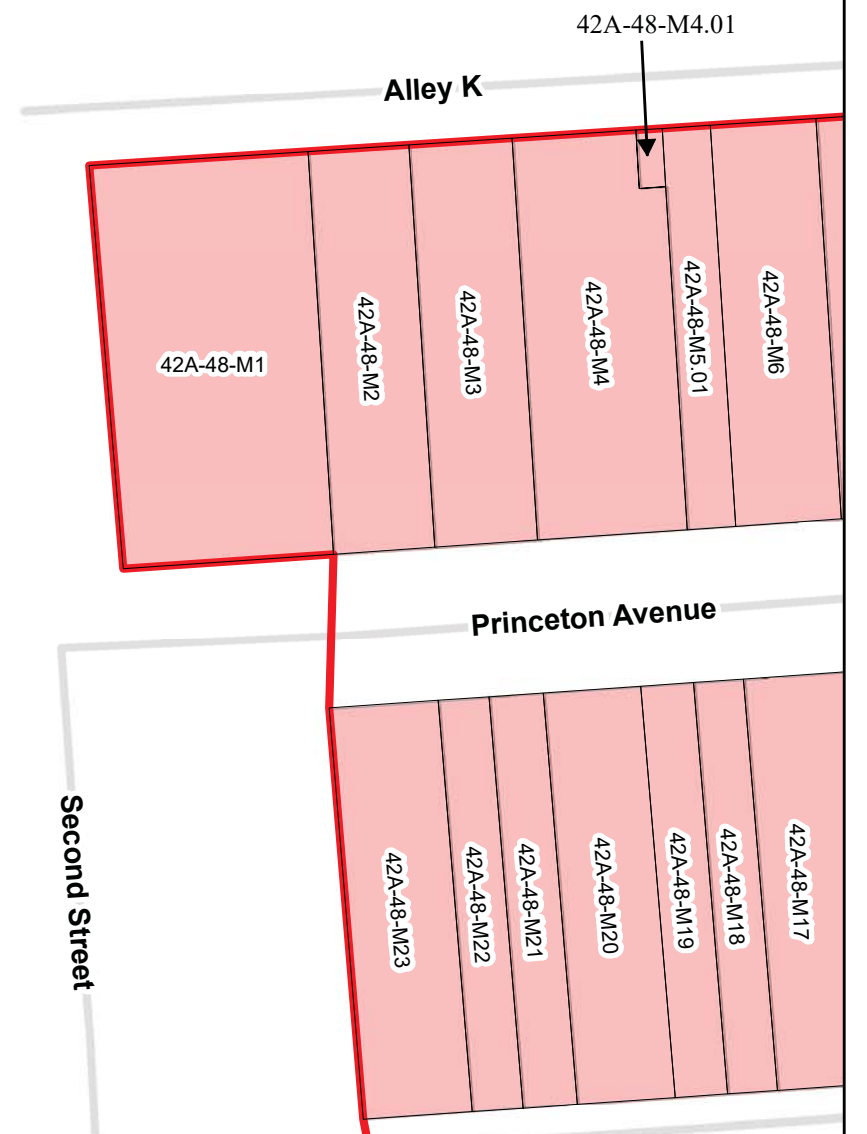 42A-48-M4.01
Alley K
42A-48-M1
42A-48-M2
42A-48-M3
42A-48-M4
42A-48-M5.01
42A-48-M6
Princeton Avenue
Second Street
42A-48-M23
42A-48-M22
42A-48-M21
42A-48-M20
42A-48-M19
42A-48-M18
42A-48-M17